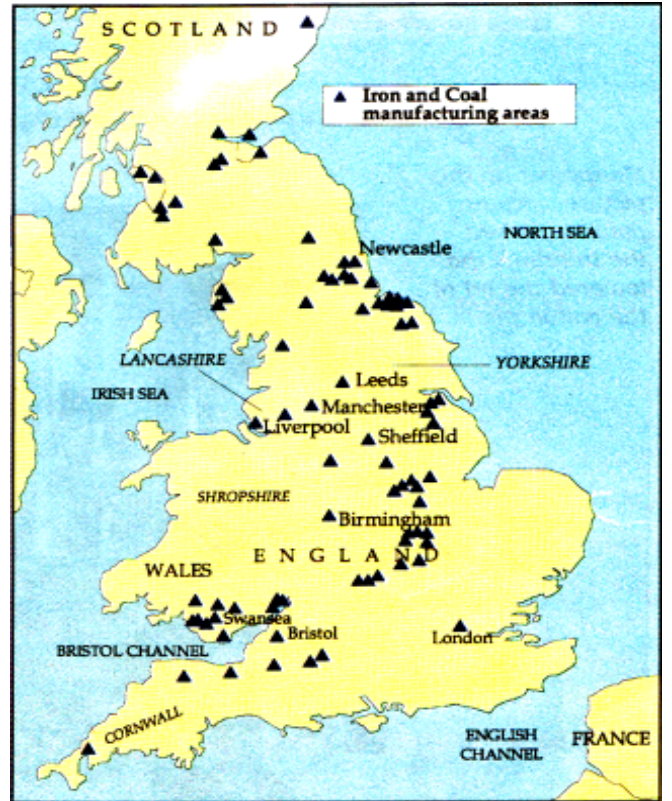 SCOTLAND
Iron and Coal
manufacturing areas
Newcastle
NORTH SEA
LANCASHIRE
YORKSHIRE
IRISH SEA
Leeds
Manchester
Liverpool
Sheffield
SHROPSHIRE
Birmingham
ENGLAND
WALES
Swansea
Bristol
London
BRISTOL CHANNEL
CORNWALL
ENGLISH
CHANNEL
FRANCE